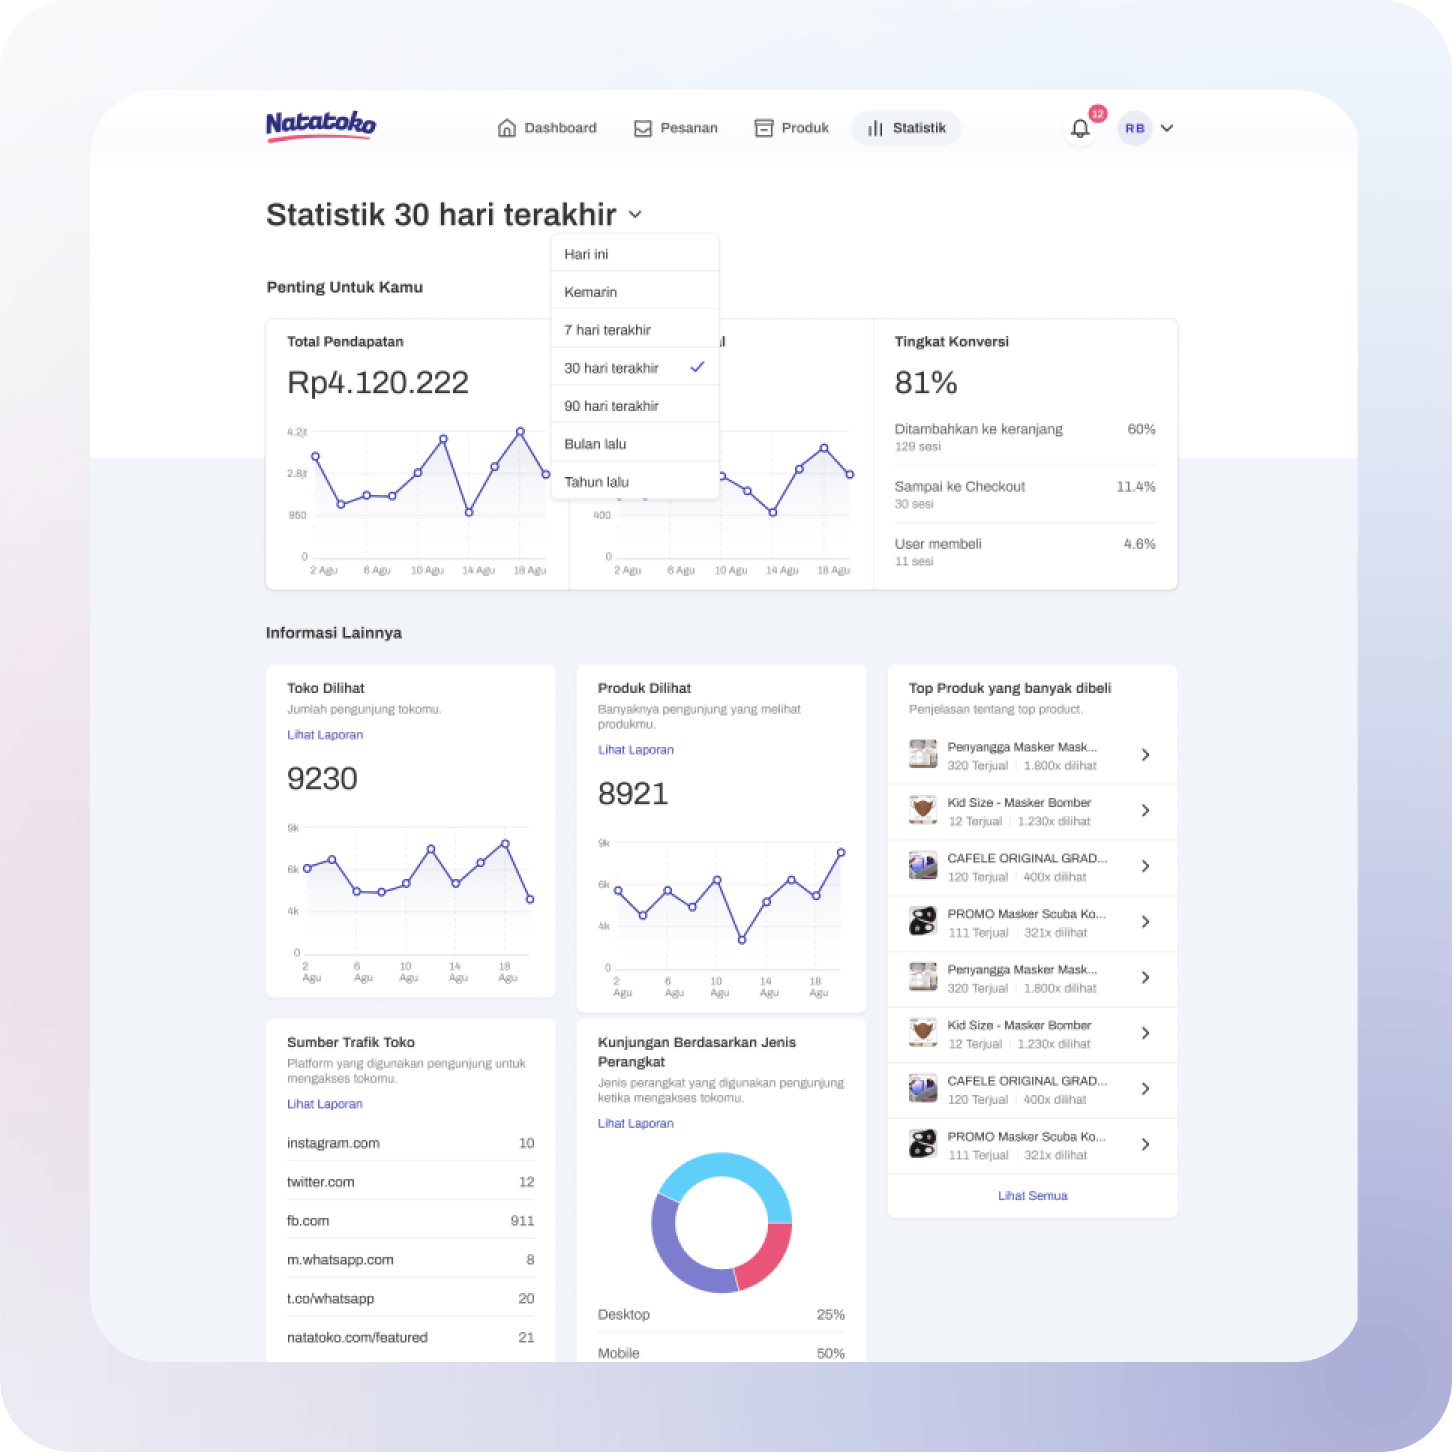 Natatoko
Dashboard
Pesanan
Produk
Statistik
12
RB
Statistik 30 hari terakhir
Hari ini
Kemarin
7 hari terakhir
30 hari terakhir
90 hari terakhir
Bulan lalu
Tahun lalu
Penting Untuk Kamu
Total Pendapatan
Rp4.120.222
4.2jt
2.8jt
950
0
2 Agu 6 Agu 10 Agu 14 Agu 18 Agu
400
0
2 Agu 6 Agu 10 Agu 14 Agu 18 Agu
Tingkat Konversi
81%
Ditambahkan ke keranjang 60%
129 sesi
Sampai ke Checkout 11.4%
30 sesi
User membeli 4.6%
11 sesi
Informasi Lainnya
Toko Dilihat
Jumlah pengunjung tokomu.
Lihat Laporan
9230
9k
6k
4k
0
2 6 10 14 18
Agu Agu Agu Agu Agu
Produk Dilihat
Banyaknya pengunjung yang melihat
produkmu.
Lihat Laporan
8921
9k
6k
4k
0
2 6 10 14 18
Agu Agu Agu Agu Agu
Top Produk yang banyak dibeli
Penjelasan tentang top product.
Penyangga Masker Mask...
320 Terjual | 1.800x dilihat
Kid Size - Masker Bomber
12 Terjual | 1.230x dilihat
CAFELE ORIGINAL GRAD...
120 Terjual | 400x dilihat
PROMO Masker Scuba Ko...
111 Terjual | 321x dilihat
Penyangga Masker Mask...
320 Terjual | 1.800x dilihat
Kid Size - Masker Bomber
12 Terjual | 1.230x dilihat
CAFELE ORIGINAL GRAD...
120 Terjual | 400x dilihat
PROMO Masker Scuba Ko...
111 Terjual | 321x dilihat
Lihat Semua
Sumber Trafik Toko
Platform yang digunakan pengunjung untuk
mengakses tokomu.
Lihat Laporan
instagram.com 10
twitter.com 12
fb.com 911
m.whatsapp.com 8
t.co/whatsapp 20
natatoko.com/featured 21
Kunjungan Berdasarkan Jenis
Perangkat
Jenis perangkat yang digunakan pengunjung
ketika mengakses tokomu.
Lihat Laporan
Desktop 25%
Mobile 50%